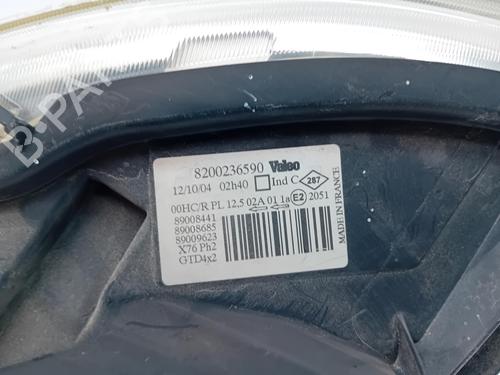 8200236590 Valeo
12/10/04 02h40 Ind C 287
00HC/R PL 12.5 02A 01 1a E2 2051
89008441
89008685
89009623
X76 Ph2
GTD4x2
MADE IN FRANCE
B-PARTS